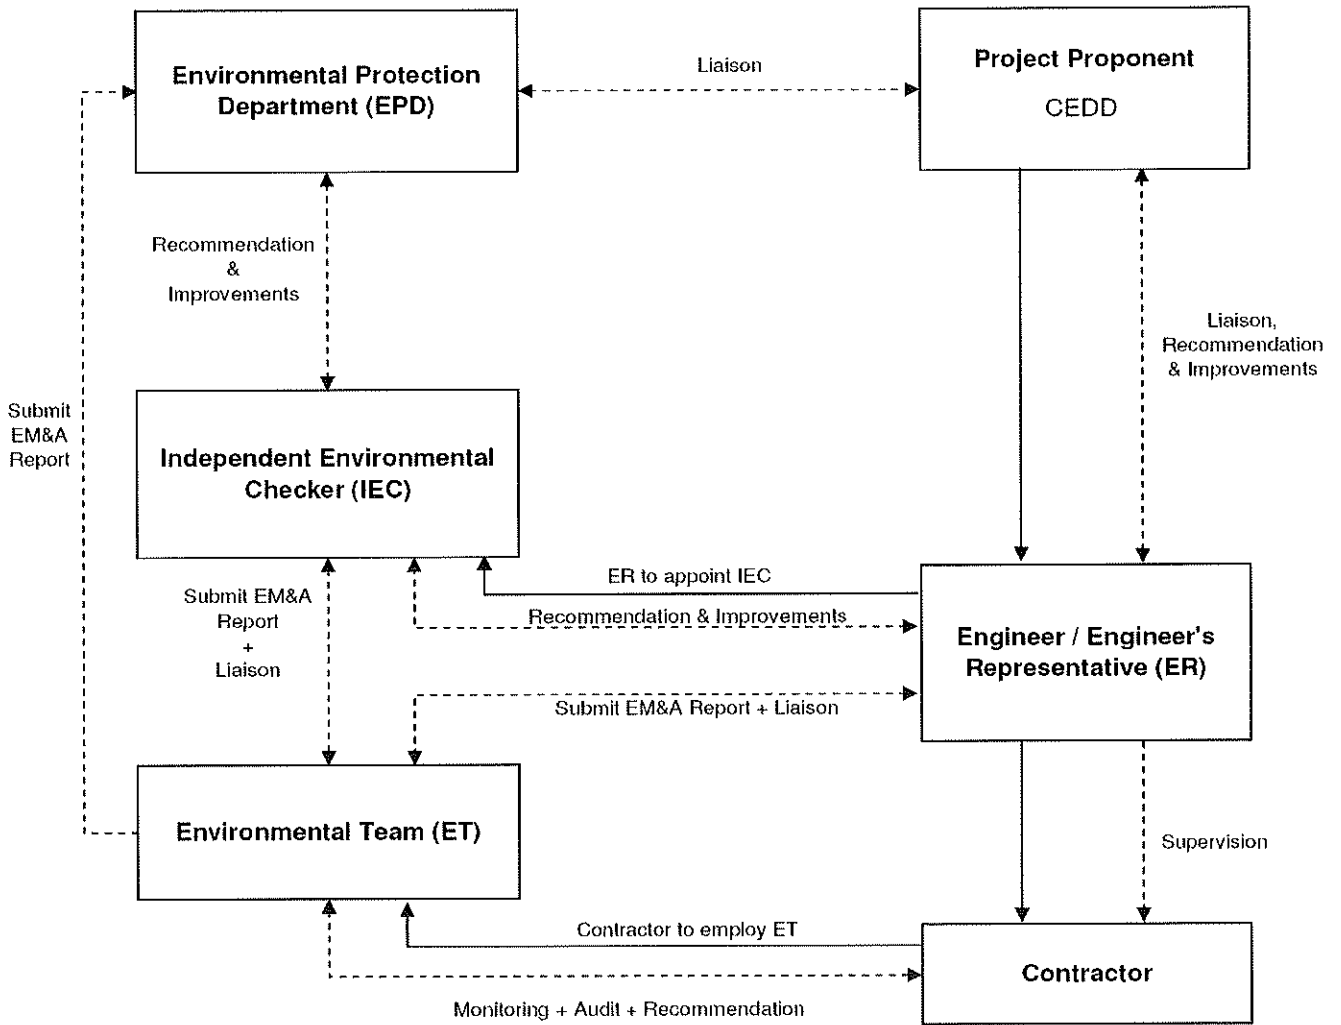 Environmental Protection
Department (EPD)
Liaison
Project Proponent
CEDD
Recommendation
&
Improvements
Liaison,
Recommendation
& Improvements
Submit
EM&A
Report
Independent Environmental
Checker (IEC)
ER to appoint IEC
Submit EM&A
Report
+
Liaison
Recommendation & Improvements
Engineer / Engineer's
Representative (ER)
Submit EM&A Report + Liaison
Environmental Team (ET)
Supervision
Contractor to employ ET
Contractor
Monitoring + Audit + Recommendation